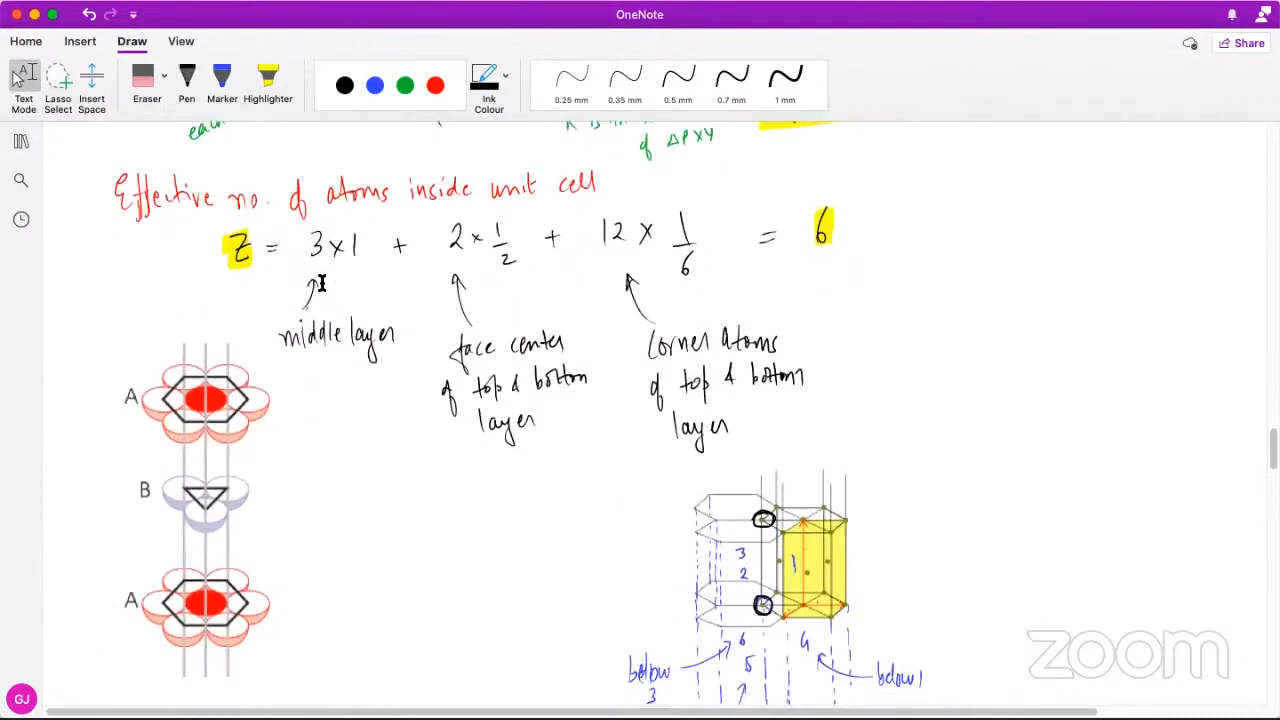 OneNote
Home Insert Draw View
Share
Text Mode
Lasso Select
Insert Space
Eraser
Pen
Marker
Highlighter
Ink Colour
0.25 mm
0.35 mm
0.5 mm
0.7 mm
1 mm
of ΔPXY
Effective no. of atoms inside unit cell
Z = 3 x 1 + 2 x 1/2 + 12 x 1/6 = 6
middle layer
face center
of top & bottom
layer
corner atoms
of top & bottom
layer
A
B
A
3
2
1
6
5
4
below
3
below 1
GJ
zoom